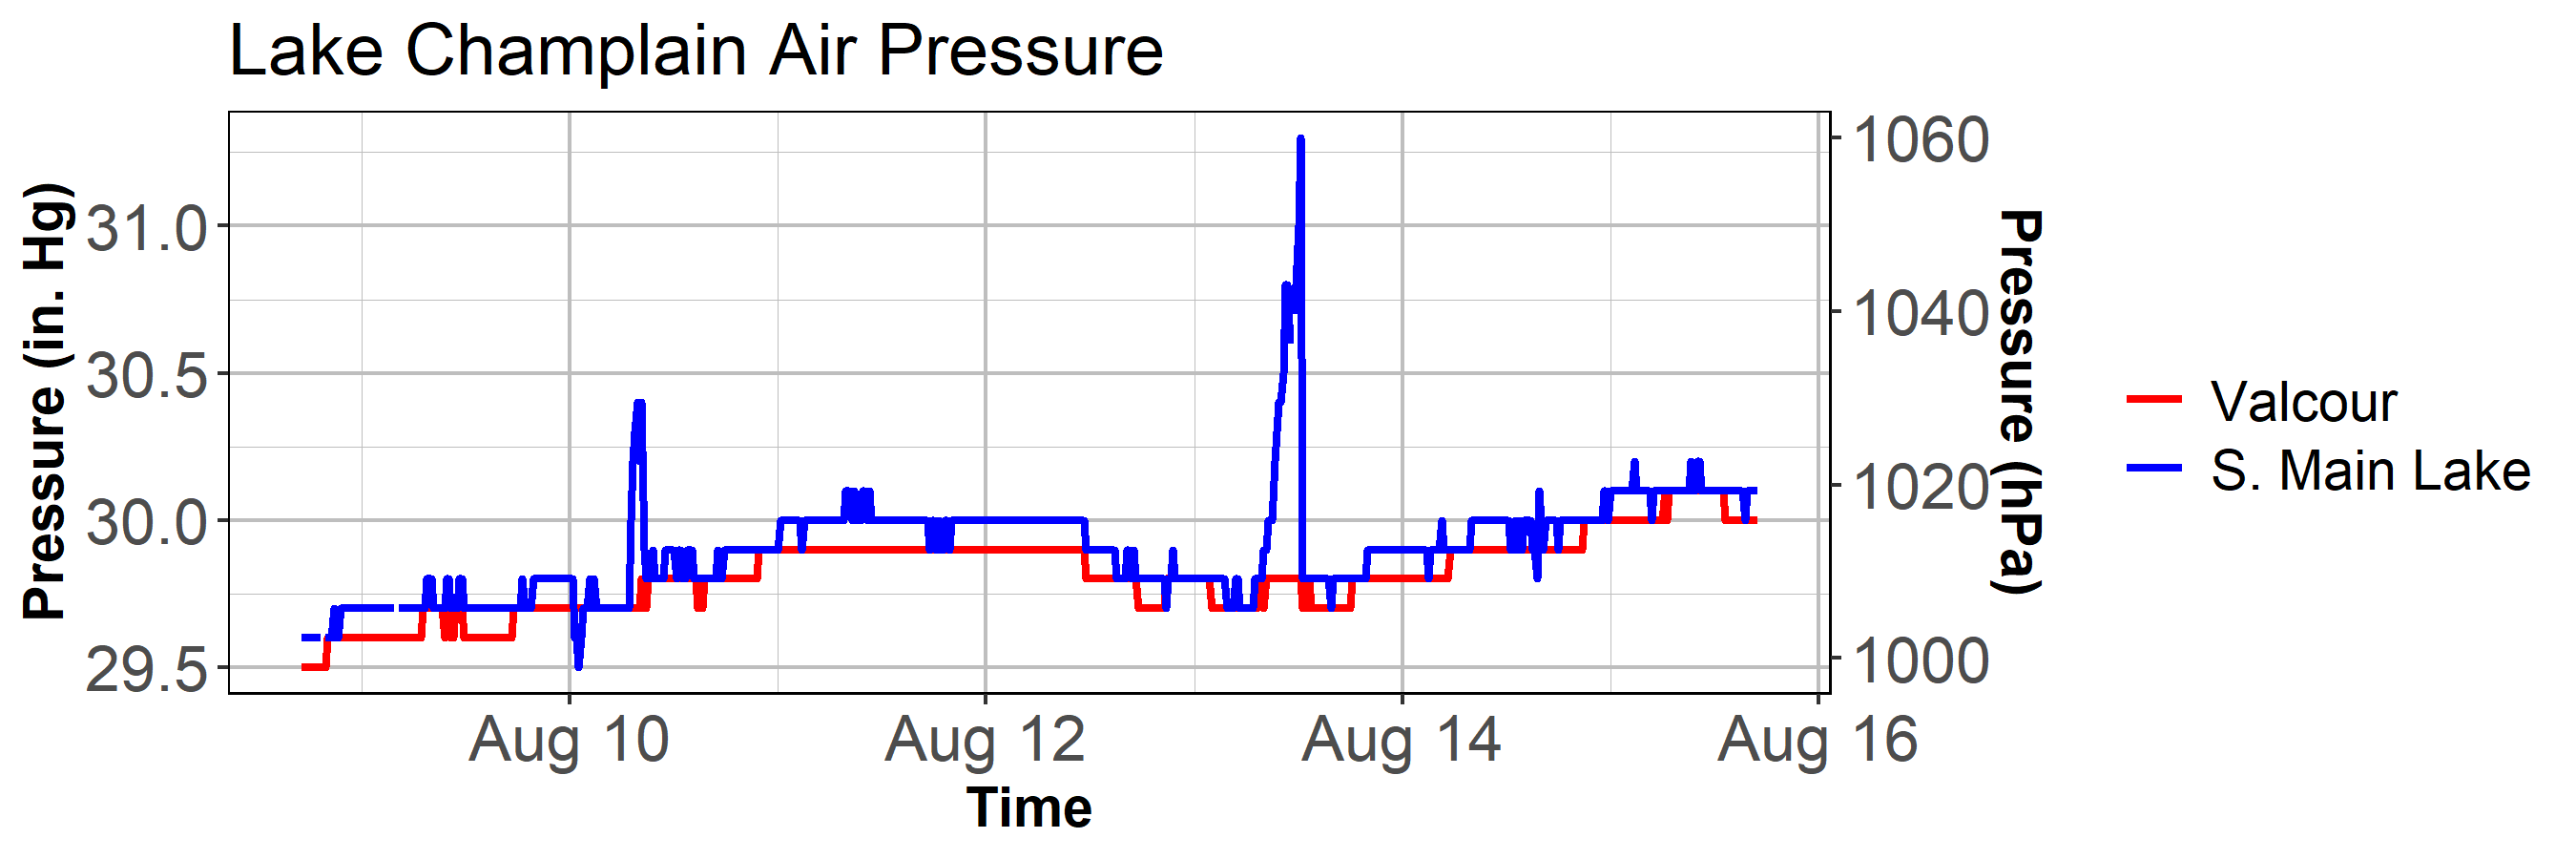 Lake Champlain Air Pressure
Pressure (in. Hg)
31.0
30.5
30.0
29.5
1060
1040
1020
1000
Pressure (hPa)
Valcour
S. Main Lake
Aug 10
Aug 12
Aug 14
Aug 16
Time